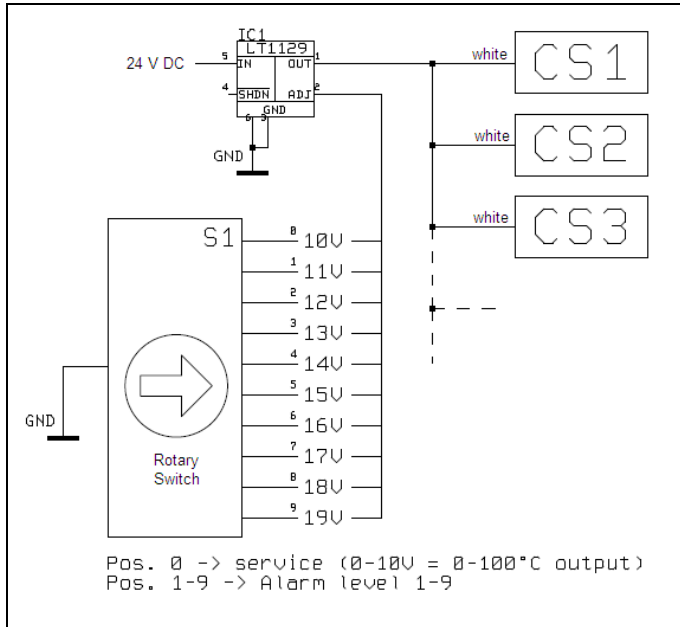 IC1
LT1129
24 V DC
5
IN
OUT
1
4
SHDN
ADJ
2
GND
6
3
GND
white
CS1
white
CS2
white
CS3
S1
0
10V
1
11V
2
12V
3
13V
4
14V
5
15V
6
16V
7
17V
8
18V
9
19V
GND
Rotary
Switch
Pos. 0 -> service (0-10V = 0-100°C output)
Pos. 1-9 -> Alarm level 1-9